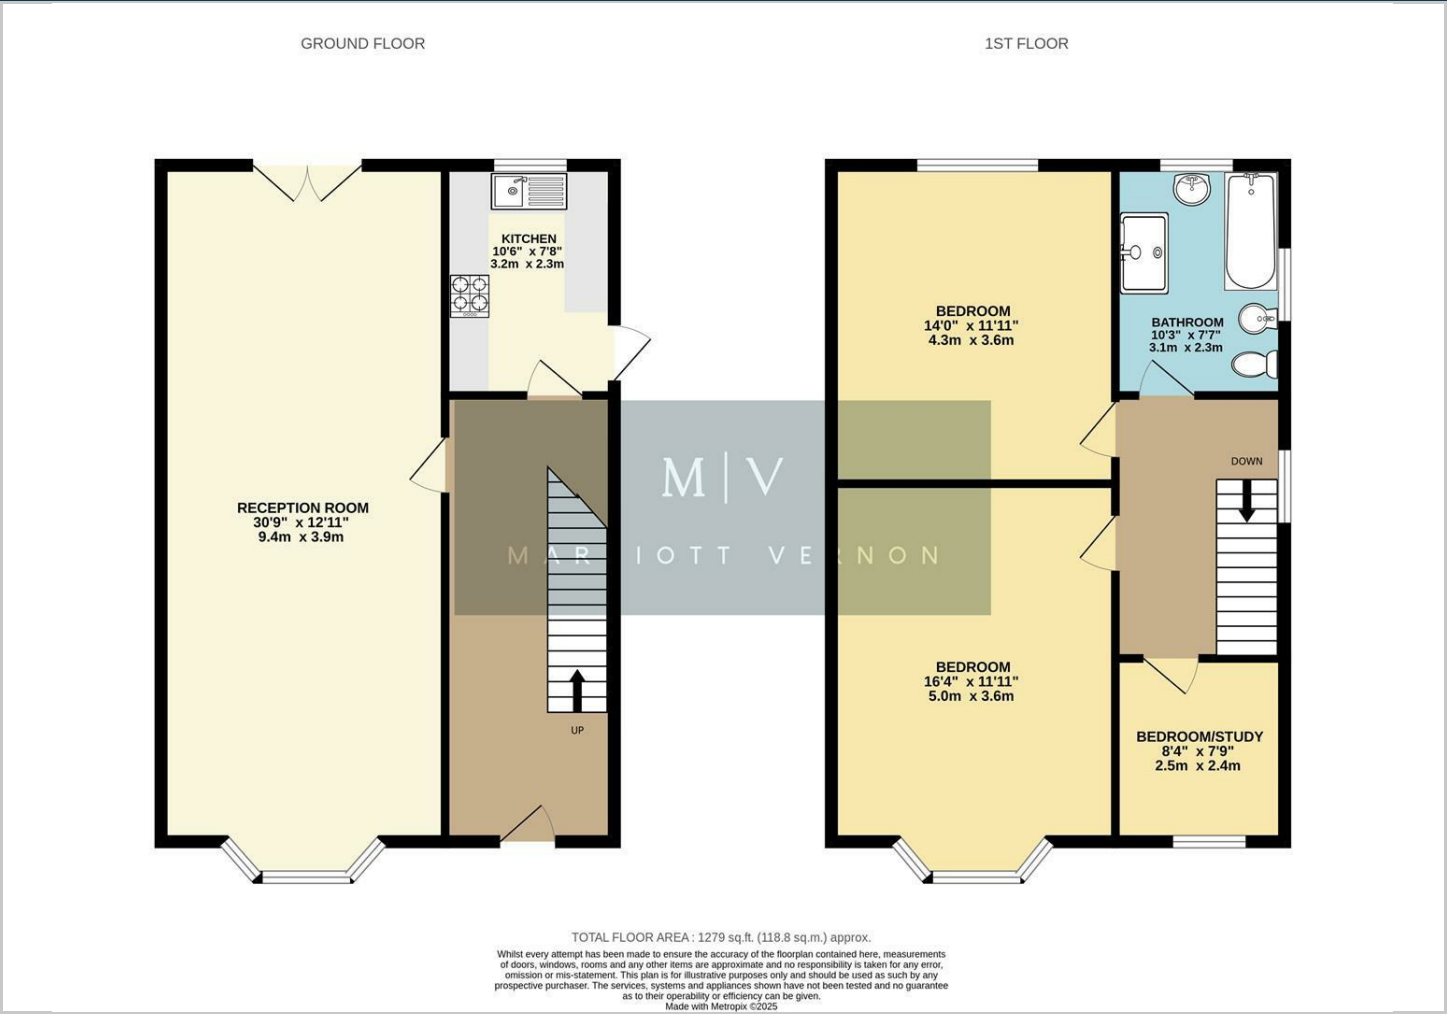 GROUND FLOOR
1ST FLOOR
KITCHEN
10'6" x 7'8"
3.2m x 2.3m
RECEPTION ROOM
30'9" x 12'11"
9.4m x 3.9m
UP
BEDROOM
14'0" x 11'11"
4.3m x 3.6m
BATHROOM
10'3" x 7'7"
3.1m x 2.3m
DOWN
BEDROOM
16'4" x 11'11"
5.0m x 3.6m
BEDROOM/STUDY
8'4" x 7'9"
2.5m x 2.4m
M|V
MARRIOTT VERNON
TOTAL FLOOR AREA : 1279 sq.ft. (118.8 sq.m.) approx.
Whilst every attempt has been made to ensure the accuracy of the floorplan contained here, measurements
of doors, windows, rooms and any other items are approximate and no responsibility is taken for any error,
omission or mis-statement. This plan is for illustrative purposes only and should be used as such by any
prospective purchaser. The services, systems and appliances shown have not been tested and no guarantee
as to their operability or efficiency can be given.
Made with Metropix ©2025